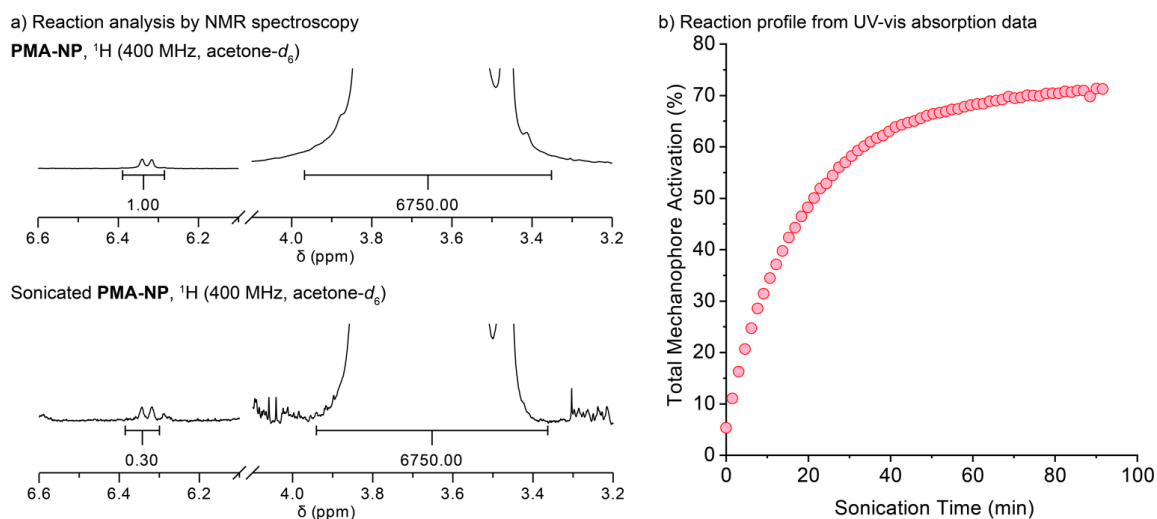 a) Reaction analysis by NMR spectroscopy
PMA-NP, ¹H (400 MHz, acetone-d₆)
1.00
6750.00
6.6 6.4 6.2 4.0 3.8 3.6 3.4 3.2
δ (ppm)
Sonicated PMA-NP, ¹H (400 MHz, acetone-d₆)
0.30
6750.00
6.6 6.4 6.2 4.0 3.8 3.6 3.4 3.2
δ (ppm)
b) Reaction profile from UV-vis absorption data
Total Mechanophore Activation (%)
80
70
60
50
40
30
20
10
0
0 20 40 60 80 100
Sonication Time (min)